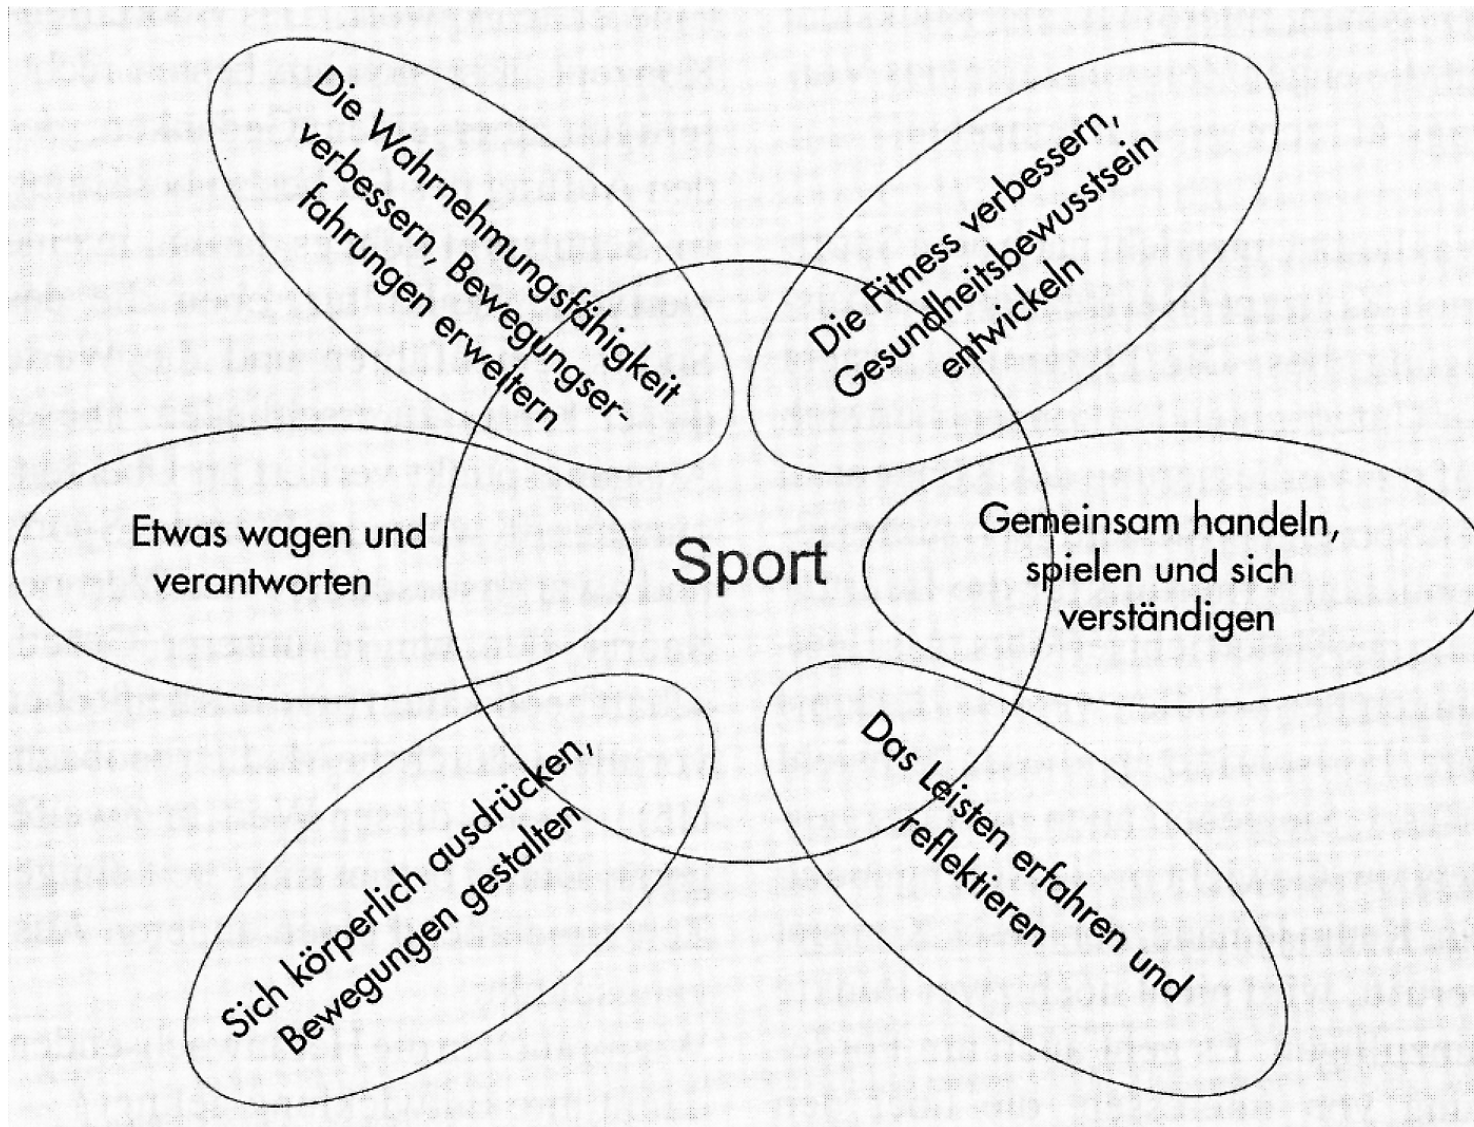 Die Wahrnehmungsfähigkeit
verbessern, Bewegungser-
fahrungen erweitern
Die Fitness verbessern,
Gesundheitsbewusstsein
entwickeln
Etwas wagen und
verantworten
Sport
Gemeinsam handeln,
spielen und sich
verständigen
Sich körperlich ausdrücken,
Bewegungen gestalten
Das Leisten erfahren und
reflektieren